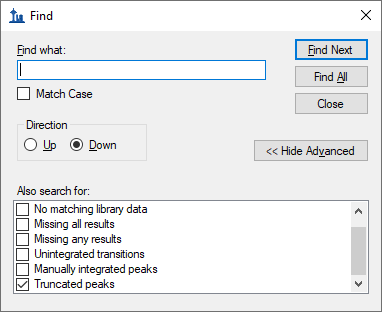 Find
Find what:
Find Next
Match Case
Find All
Close
Direction
Up
Down
<< Hide Advanced
Also search for:
No matching library data
Missing all results
Missing any results
Unintegrated transitions
Manually integrated peaks
Truncated peaks